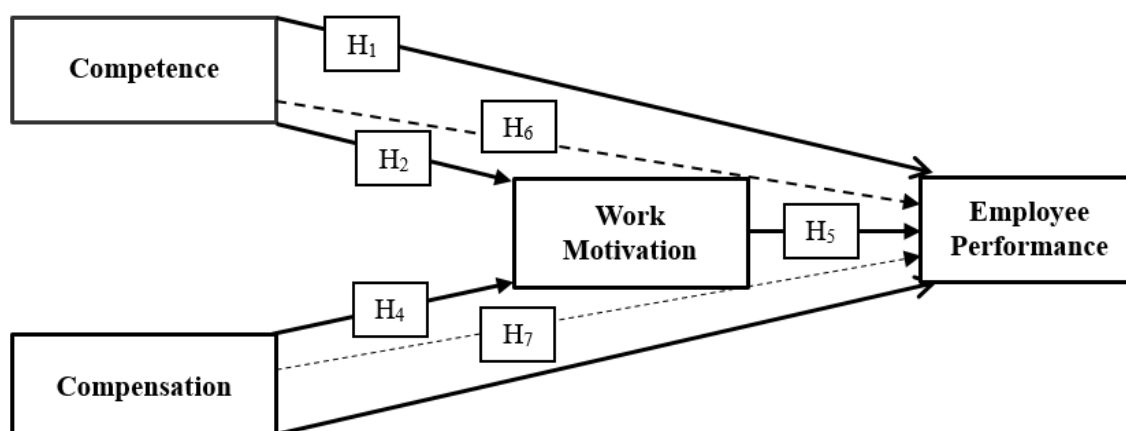 H₁
Competence
H₆
H₂
Work
Motivation
H₅
Employee
Performance
H₄
H₇
Compensation